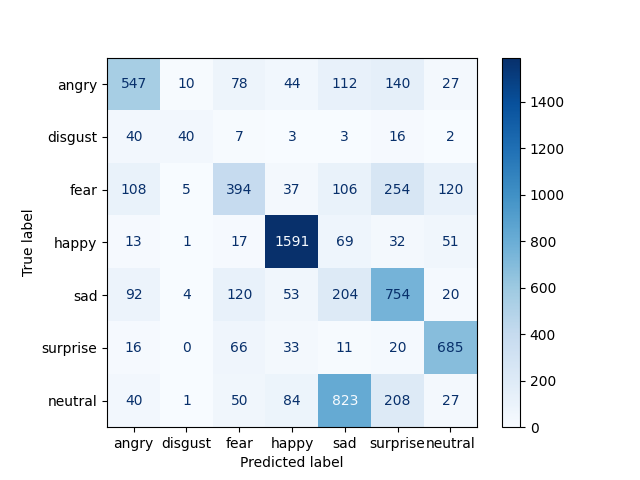 angry 547 10 78 44 112 140 27
disgust 40 40 7 3 3 16 2
fear 108 5 394 37 106 254 120
happy 13 1 17 1591 69 32 51
sad 92 4 120 53 204 754 20
surprise 16 0 66 33 11 20 685
neutral 40 1 50 84 823 208 27
angry disgust fear happy sad surprise neutral
True label
Predicted label
1400
1200
1000
800
600
400
200
0